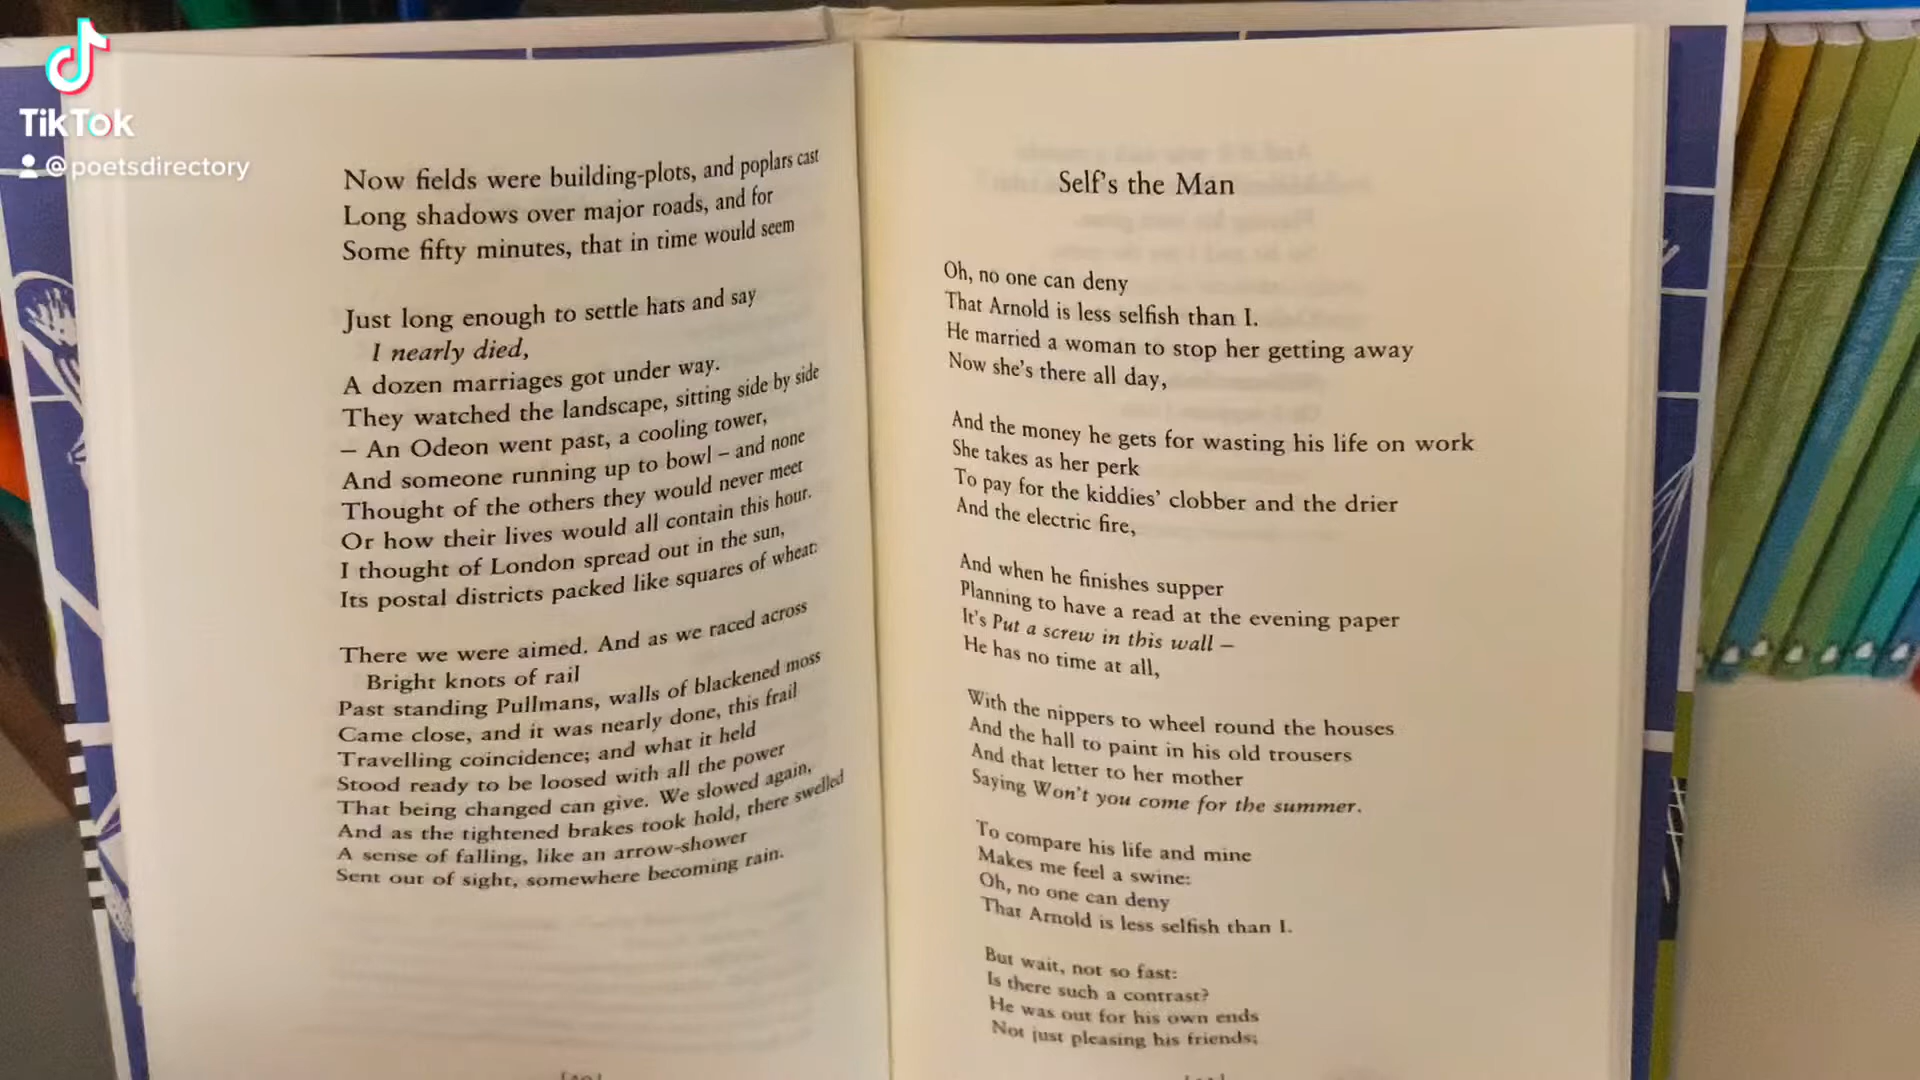 TikTok
@poetsdirectory
Now fields were building-plots, and poplars cast
Long shadows over major roads, and for
Some fifty minutes, that in time would seem
Just long enough to settle hats and say
I nearly died,
A dozen marriages got under way.
They watched the landscape, sitting side by side
– An Odeon went past, a cooling tower,
And someone running up to bowl – and none
Thought of the others they would never meet
Or how their lives would all contain this hour.
I thought of London spread out in the sun,
Its postal districts packed like squares of wheat:
There we were aimed. And as we raced across
Bright knots of rail
Past standing Pullmans, walls of blackened moss
Came close, and it was nearly done, this frail
Travelling coincidence; and what it held
Stood ready to be loosed with all the power
That being changed can give. We slowed again,
And as the tightened brakes took hold, there swelled
A sense of falling, like an arrow-shower
Sent out of sight, somewhere becoming rain.
Self's the Man
Oh, no one can deny
That Arnold is less selfish than I.
He married a woman to stop her getting away
Now she's there all day,
And the money he gets for wasting his life on work
She takes as her perk
To pay for the kiddies' clobber and the drier
And the electric fire,
And when he finishes supper
Planning to have a read at the evening paper
It's Put a screw in this wall –
He has no time at all,
With the nippers to wheel round the houses
And the hall to paint in his old trousers
And that letter to her mother
Saying Won't you come for the summer.
To compare his life and mine
Makes me feel a swine:
Oh, no one can deny
That Arnold is less selfish than I.
But wait, not so fast:
Is there such a contrast?
He was out for his own ends
Not just pleasing his friends;